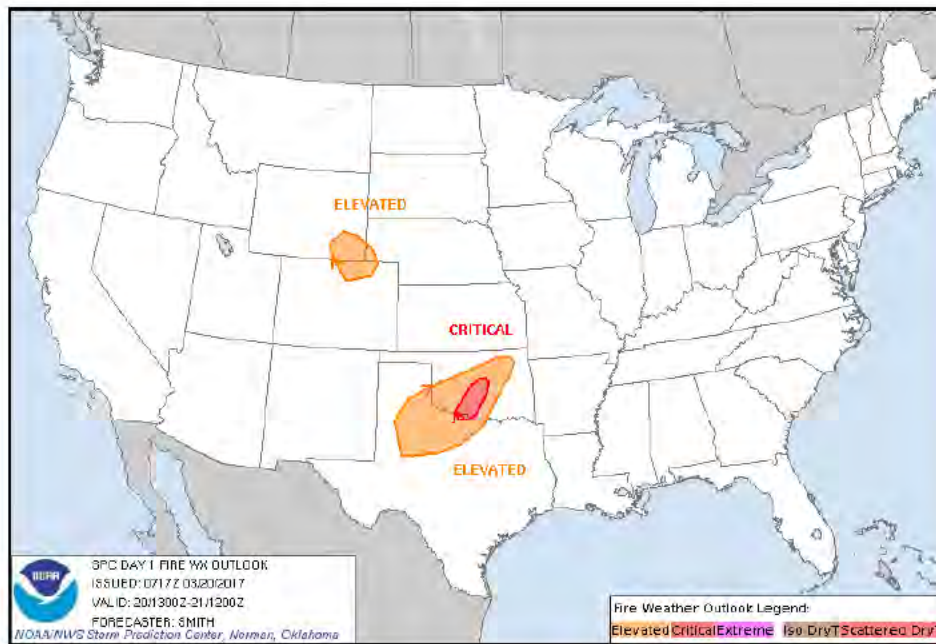 ELEVATED
CRITICAL
ELEVATED
NOAA
SPC DAY 1 FIRE WX OUTLOOK
ISSUED: 0717Z 03/20/2017
VALID: 20/1300Z-21/1200Z
FORECASTER: SMITH
NOAA/NWS Storm Prediction Center, Norman, Oklahoma
Fire Weather Outlook Legend:
Elevated Critical Extreme Iso DryT Scattered DryT